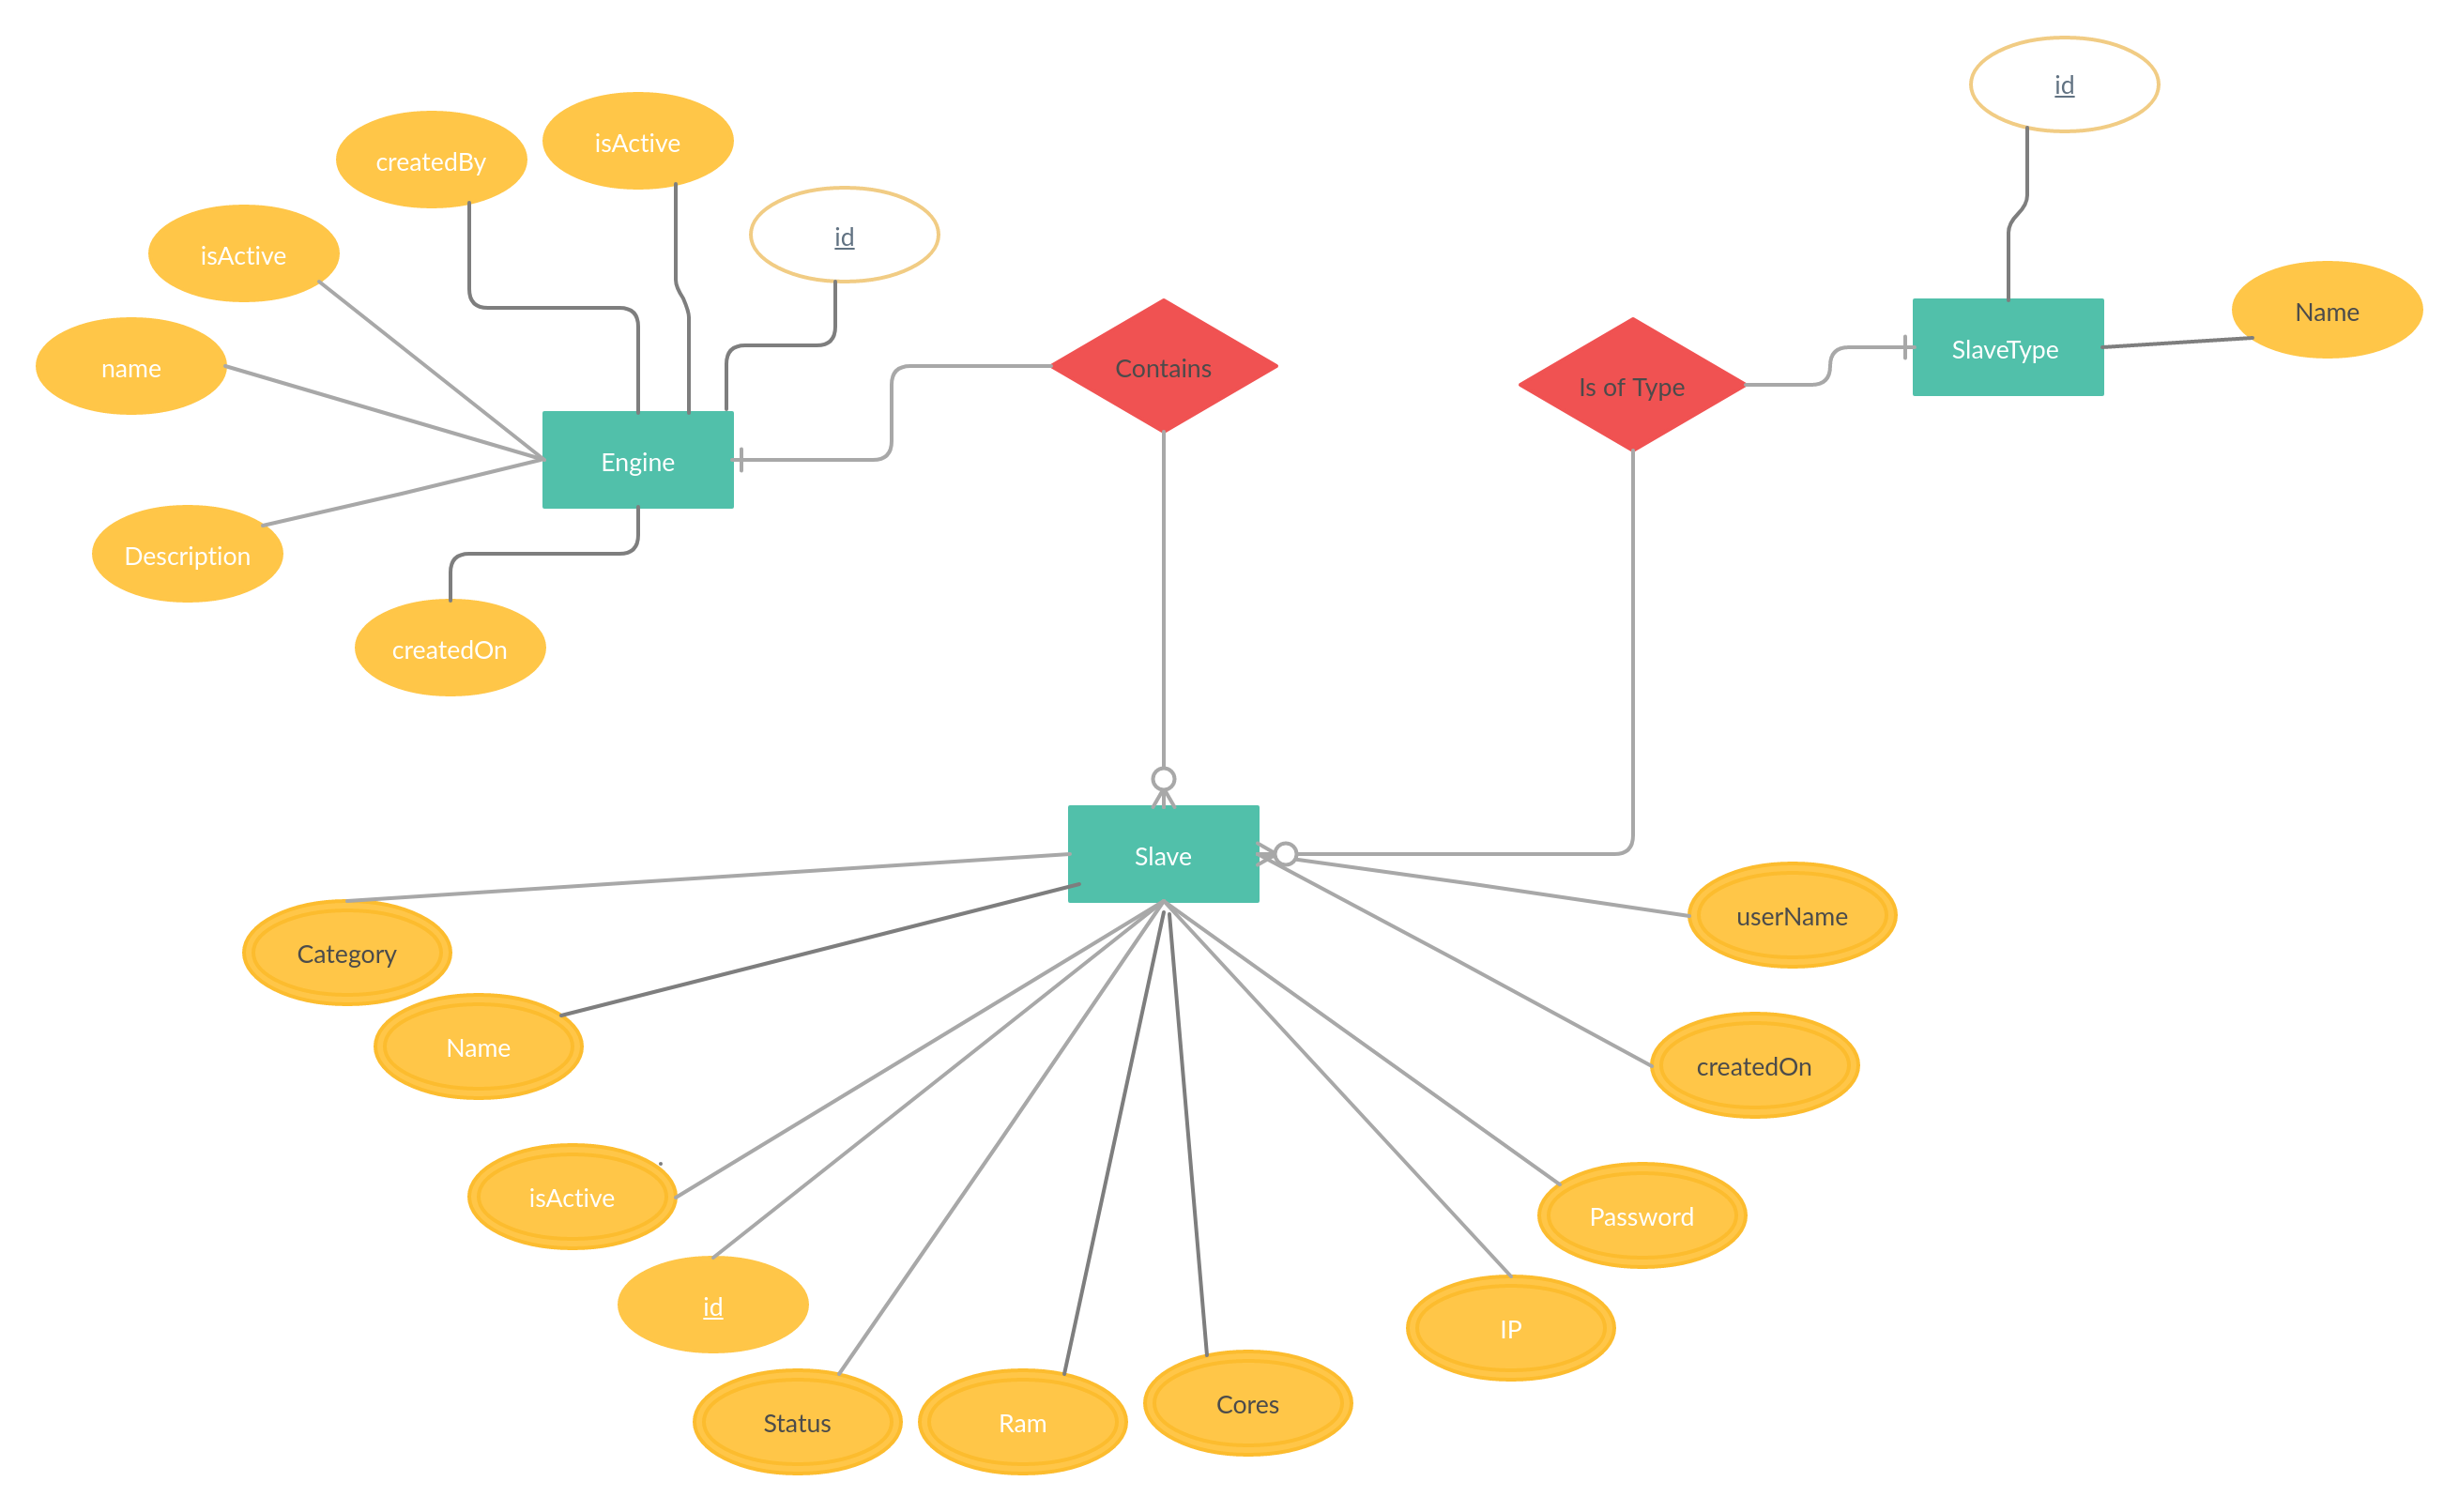 id
createdBy
isActive
id
isActive
Name
name
Contains
Is of Type
SlaveType
Engine
Description
createdOn
Slave
Category
userName
Name
createdOn
isActive
Password
id
IP
Status
Ram
Cores